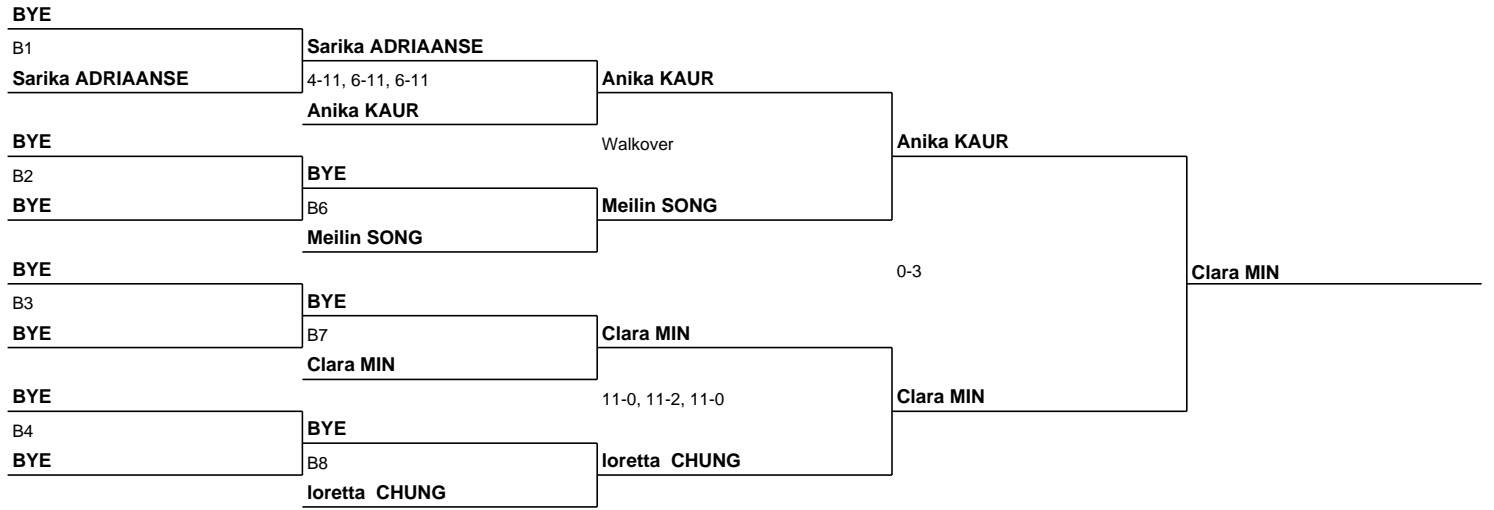 BYE
B1
Sarika ADRIAANSE
Sarika ADRIAANSE
4-11, 6-11, 6-11
Anika KAUR
Anika KAUR
BYE
Walkover
Anika KAUR
B2
BYE
BYE
B6
Meilin SONG
Meilin SONG
BYE
0-3
Clara MIN
B3
BYE
BYE
B7
Clara MIN
Clara MIN
BYE
11-0, 11-2, 11-0
Clara MIN
B4
BYE
BYE
B8
loretta  CHUNG
loretta  CHUNG